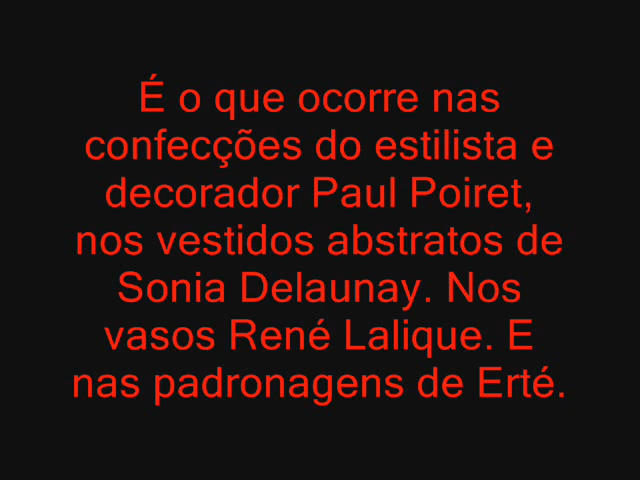 É o que ocorre nas
confecções do estilista e
decorador Paul Poiret,
nos vestidos abstratos de
Sonia Delaunay. Nos
vasos René Lalique. E
nas padronagens de Erté.